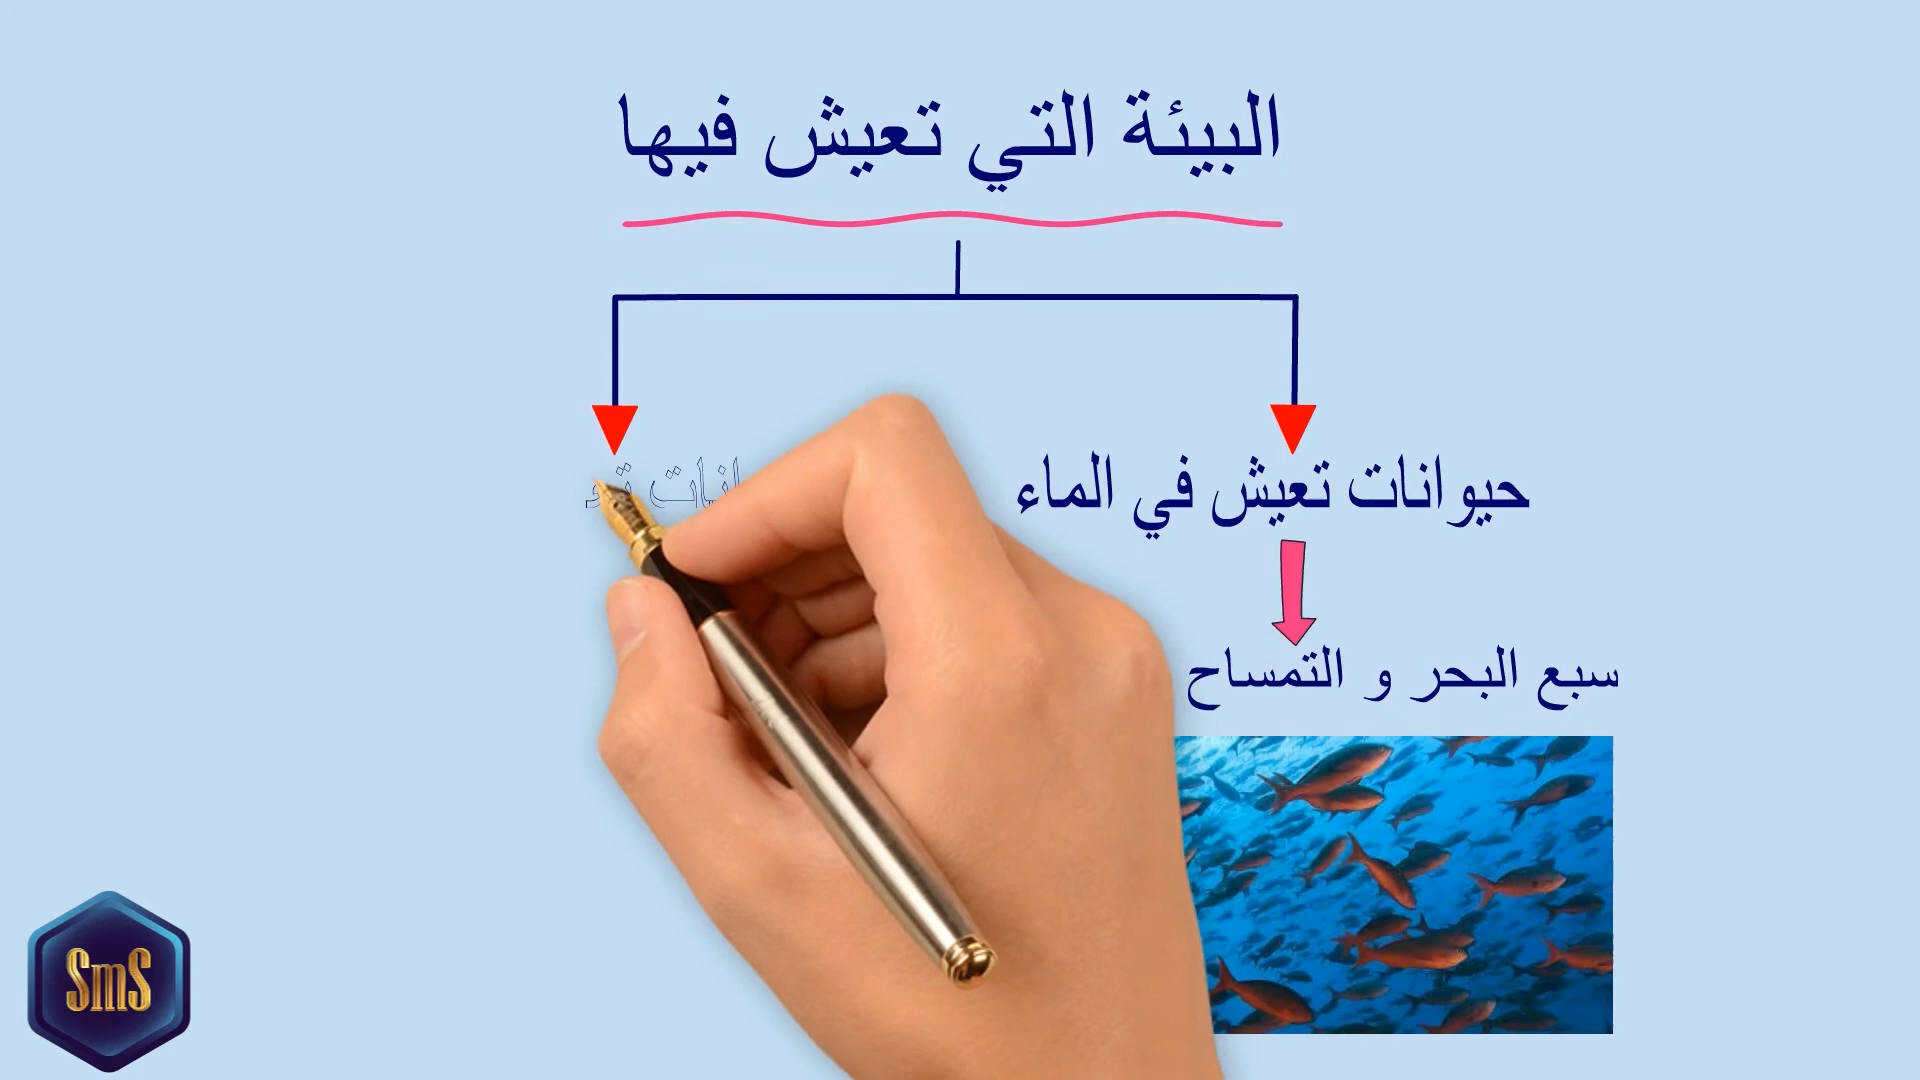 البيئة التي تعيش فيها
حيوانات تعيش في الماء
سبع البحر و التمساح
SmS